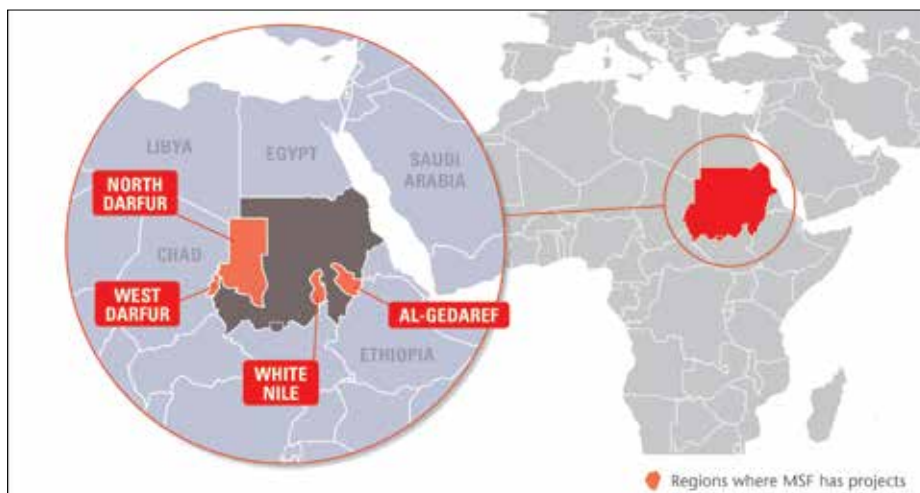 LIBYA
EGYPT
SAUDI
ARABIA
NORTH
DARFUR
CHAD
WEST
DARFUR
AL-GEDAREF
ETHIOPIA
WHITE
NILE
Regions where MSF has projects